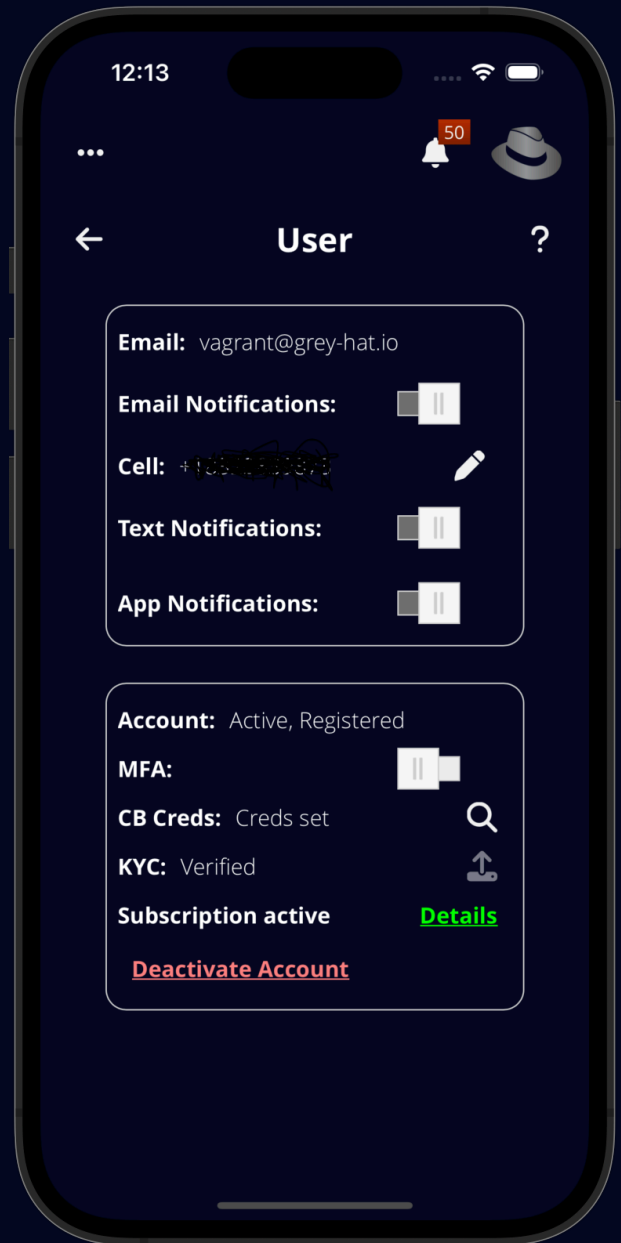 12:13
50
User
?
Email: vagrant@grey-hat.io
Email Notifications:
Cell:
Text Notifications:
App Notifications:
Account: Active, Registered
MFA:
CB Creds: Creds set
KYC: Verified
Subscription active Details
Deactivate Account